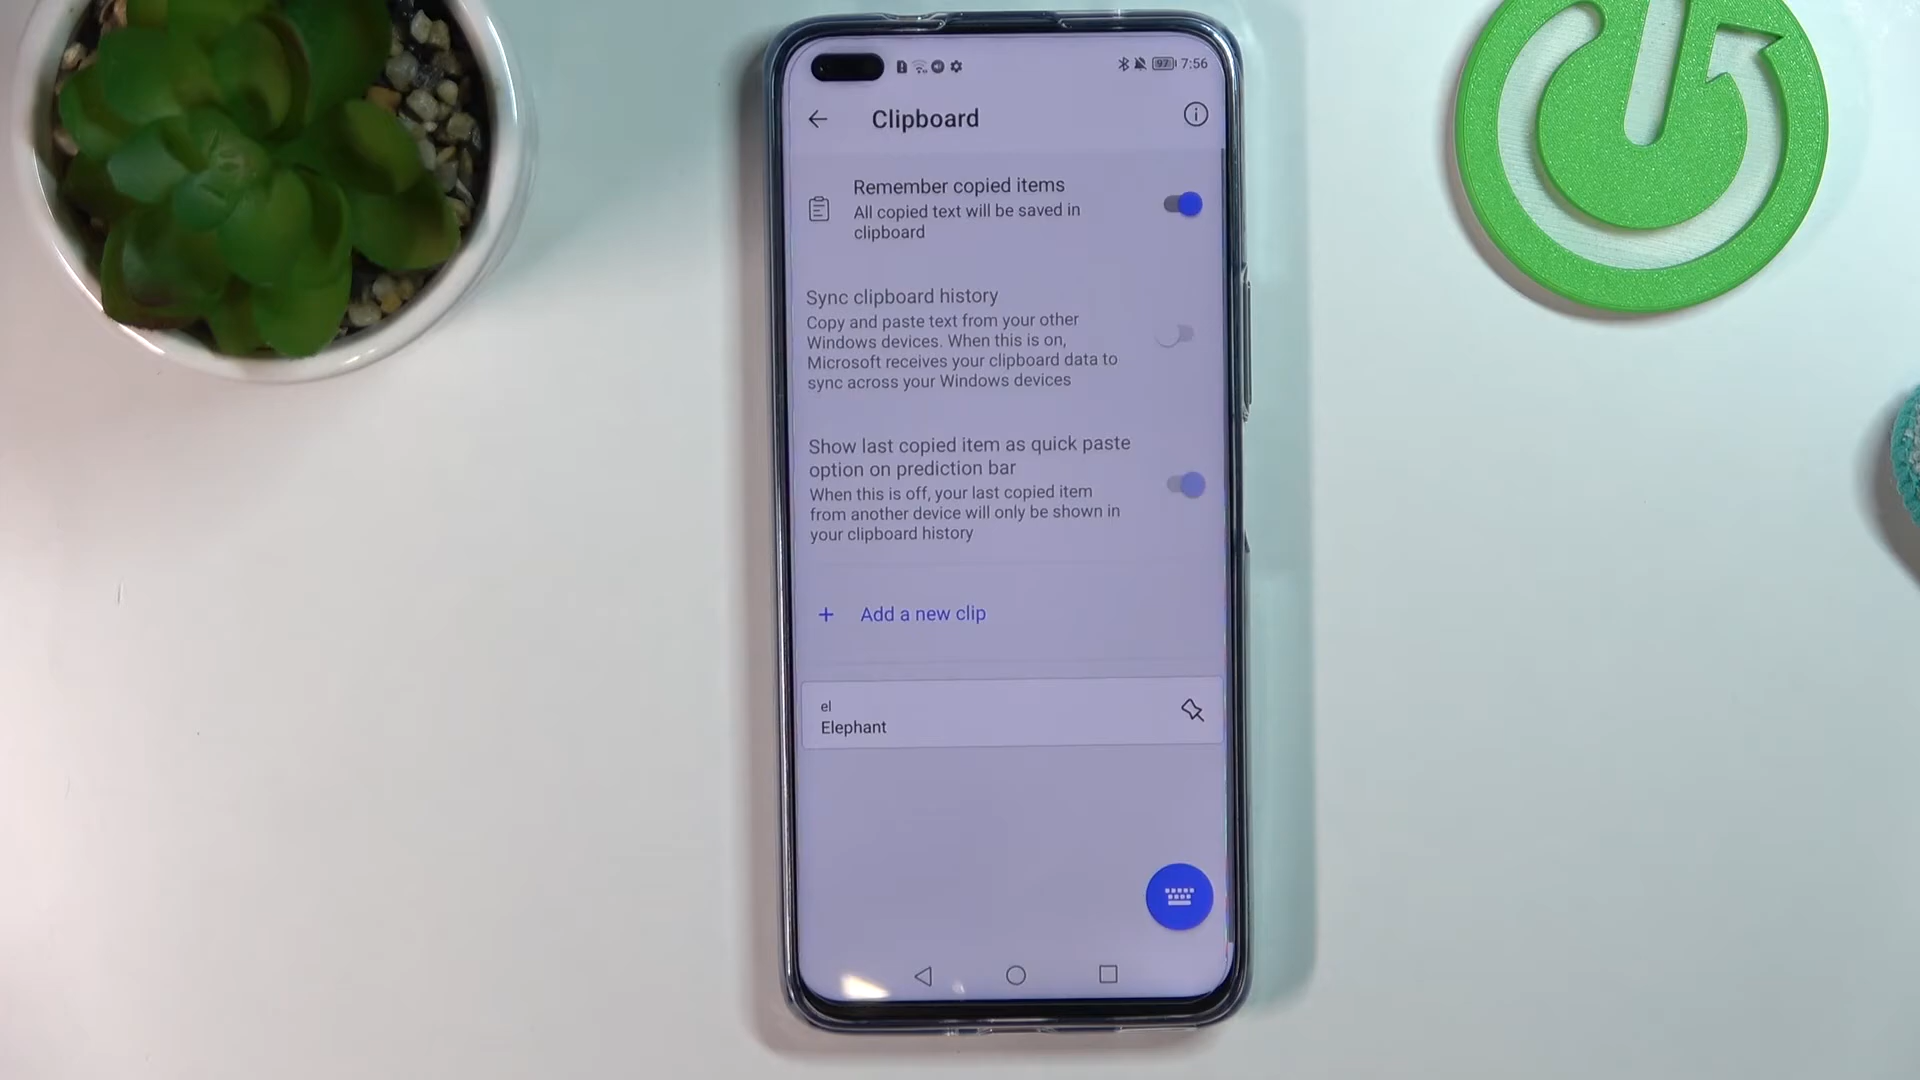 97 7:56
Clipboard
Remember copied items
All copied text will be saved in
clipboard
Sync clipboard history
Copy and paste text from your other
Windows devices. When this is on,
Microsoft receives your clipboard data to
sync across your Windows devices
Show last copied item as quick paste
option on prediction bar
When this is off, your last copied item
from another device will only be shown in
your clipboard history
+ Add a new clip
el
Elephant